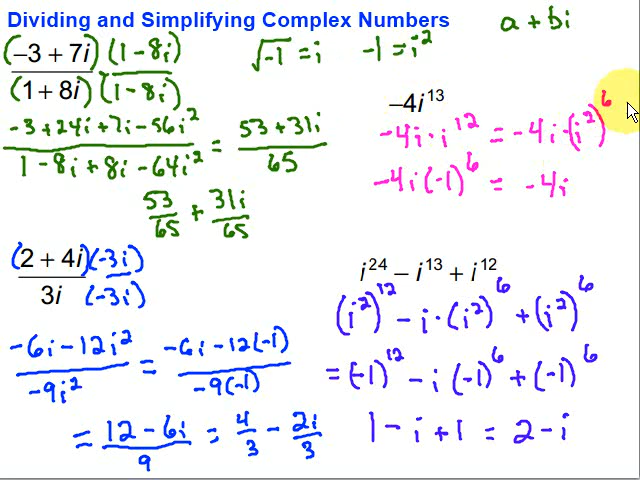 Dividing and Simplifying Complex Numbers
a + bi
(-3 + 7i)(1-8i)
(1 + 8i)(1-8i)
√-1 = i -1 = i²
-3+24i+7i-56i² = 53+31i
1-8i+8i-64i² 65
53 + 31i
65 65
-4i¹³
-4i·i¹² = -4i·(i²)⁶
-4i(-1)⁶ = -4i
(2 + 4i)(-3i)
3i (-3i)
-6i-12i² = -6i-12(-1)
-9i² -9(-1)
= 12-6i = 4 - 2i
9 3 3
i²⁴ - i¹³ + i¹²
(i²)¹² - i·(i²)⁶ + (i²)⁶
= (-1)¹² - i(-1)⁶ + (-1)⁶
1 - i + 1 = 2 - i